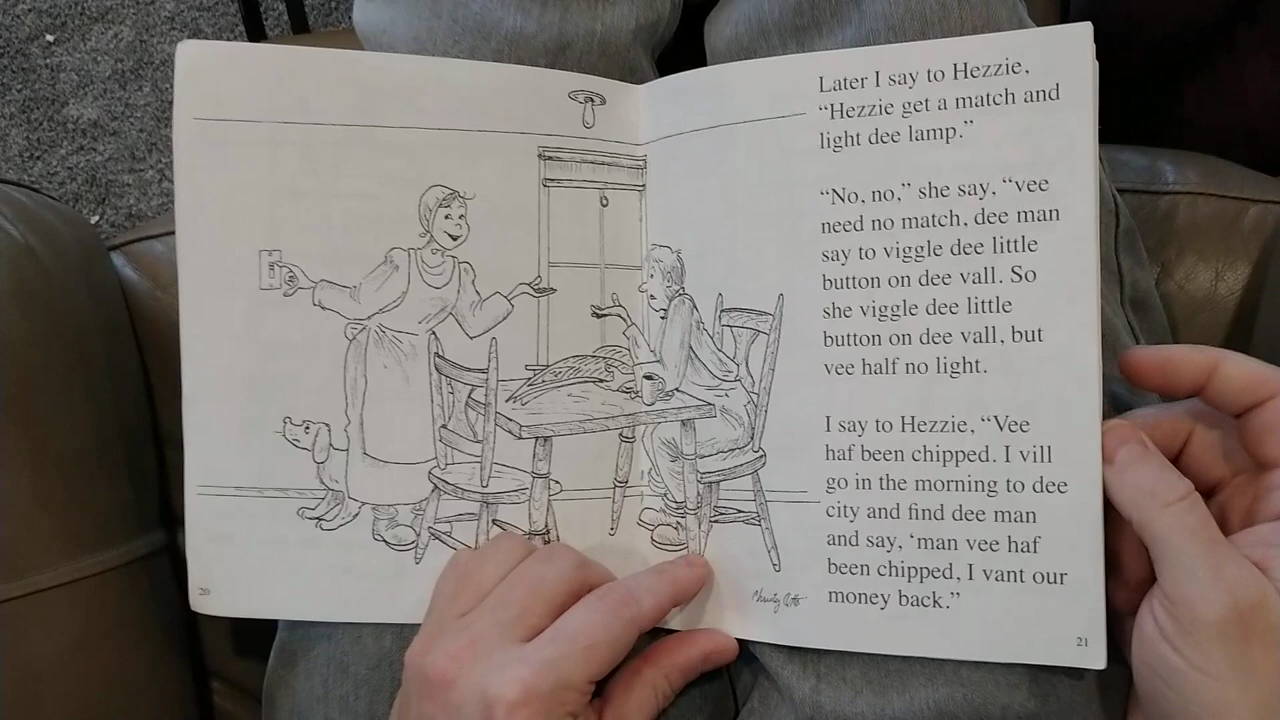 Later I say to Hezzie,
“Hezzie get a match and
light dee lamp.”
“No, no,” she say, “vee
need no match, dee man
say to viggle dee little
button on dee vall. So
she viggle dee little
button on dee vall, but
vee half no light.
I say to Hezzie, “Vee
haf been chipped. I vill
go in the morning to dee
city and find dee man
and say, ‘man vee haf
been chipped, I vant our
money back.”
20
21